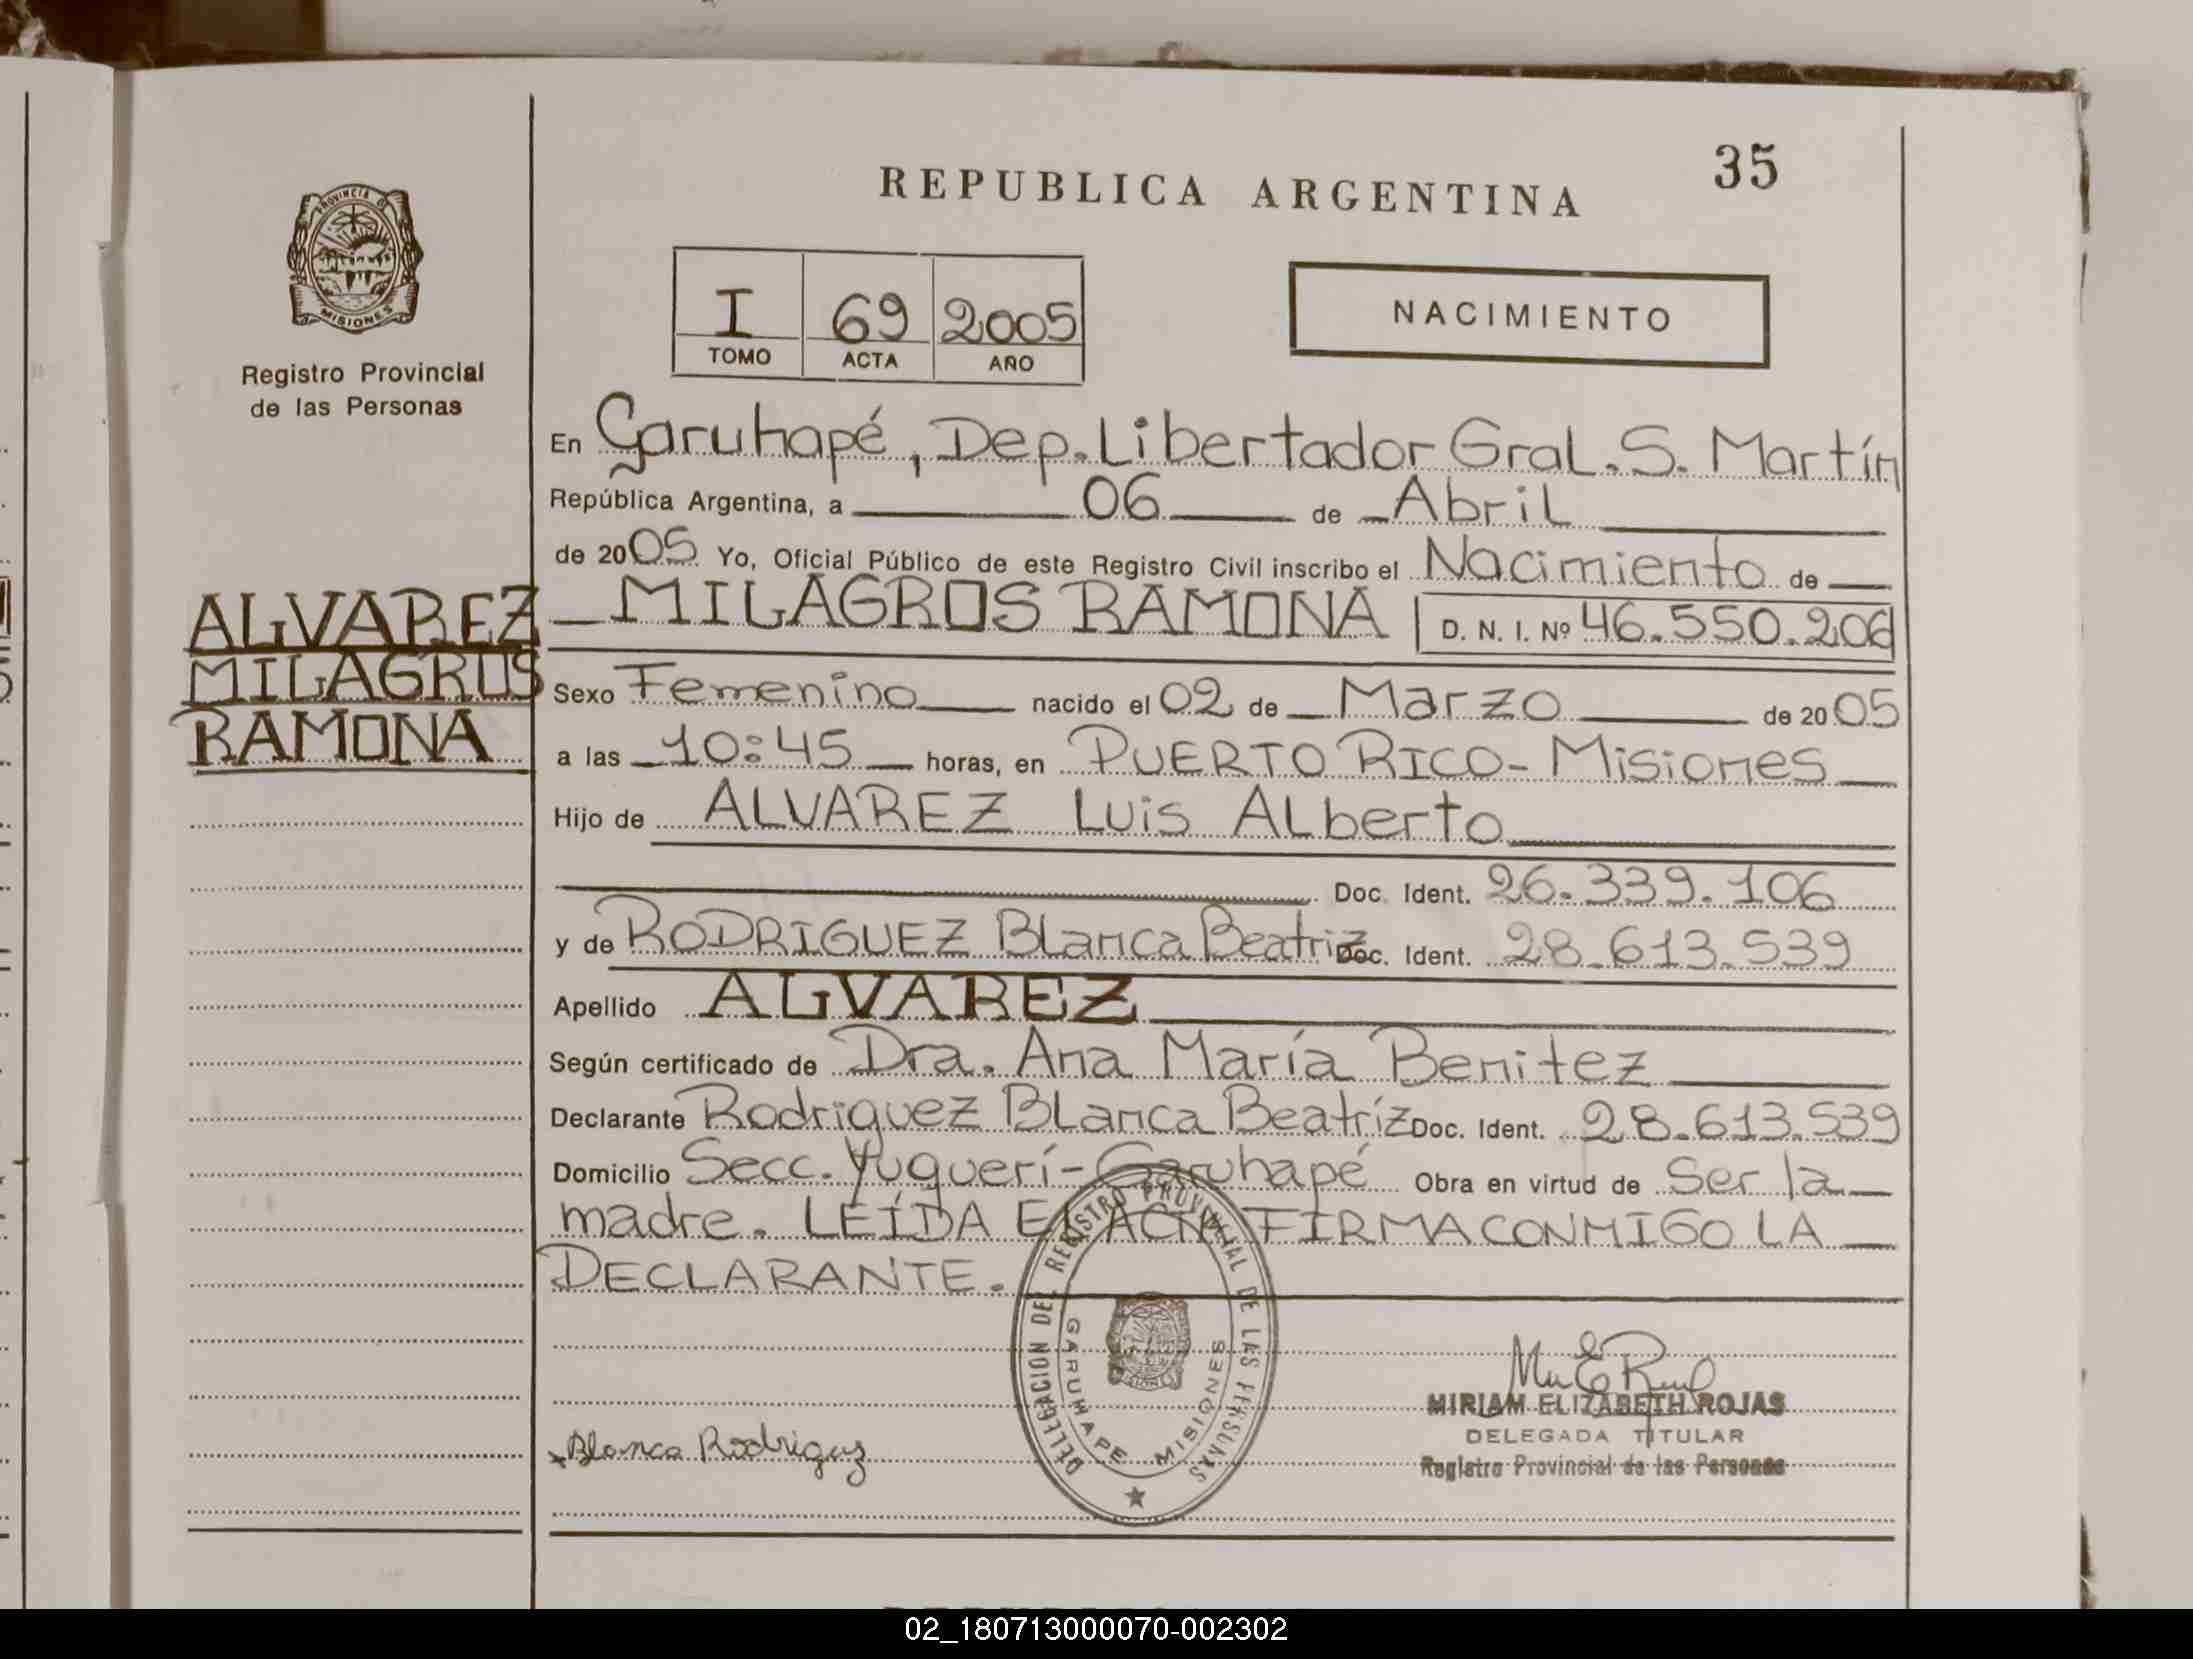 REPUBLICA ARGENTINA
35
PROVINCIA D
MISIONES
Registro Provincial
de las Personas
I 69 2005
TOMO ACTA AÑO
NACIMIENTO
En Garuhapé, Dep. Libertador Gral. S. Martín
República Argentina, a 06 de Abril
de 2005 Yo, Oficial Público de este Registro Civil inscribo el Nacimiento de
ALVAREZ
MILAGROS
RAMONA
MILAGROS RAMONA D. N. I. Nº 46.550.206
Sexo Femenino nacido el 02 de Marzo de 2005
a las 10:45 horas, en PUERTO RICO - Misiones
Hijo de ALVAREZ Luis Alberto
Doc. Ident. 26.339.106
y de RODRIGUEZ Blanca Beatriz Doc. Ident. 28.613.539
Apellido ALVAREZ
Según certificado de Dra. Ana María Benitez
Declarante Rodriguez Blanca Beatríz Doc. Ident. 28.613.539
Domicilio Secc. Yuguerí - Garuhapé Obra en virtud de Ser la
madre. LEÍDA EL ACTA FIRMA CONMIGO LA
DECLARANTE.
DELEGACION DEL REGISTRO PROVINCIAL DE LAS PERSONAS
GARUHAPE MISIONES
MISIONES
Blanca Rodriguez
MIRIAM ELIZABETH ROJAS
DELEGADA TITULAR
Registro Provincial de las Personas
02_180713000070-002302